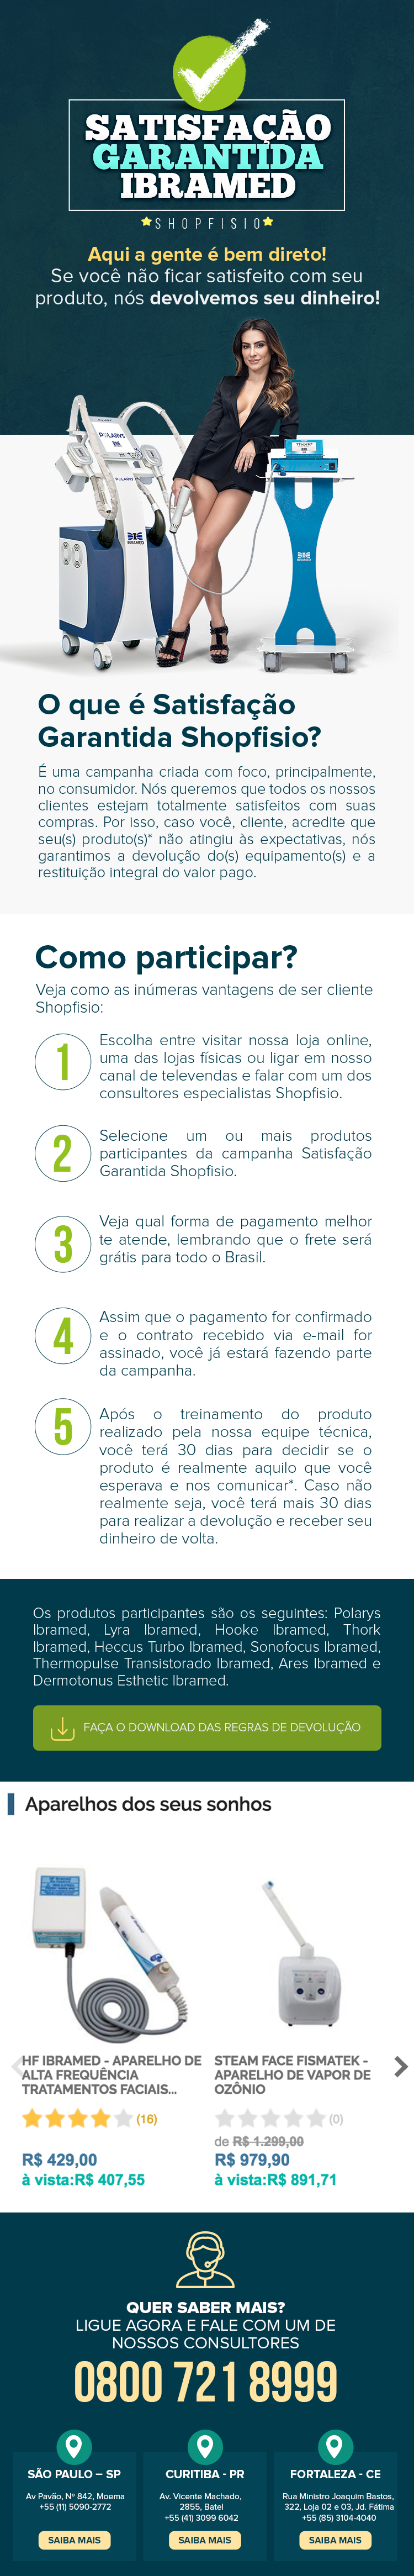 SATISFAÇÃO
GARANTIDA
IBRAMED
SHOPFISIO
Aqui a gente é bem direto!
Se você não ficar satisfeito com seu
produto, nós devolvemos seu dinheiro!
POLARYS
POLARYS
IBRAMED
Thork
IBRAMED
O que é Satisfação
Garantida Shopfisio?
É uma campanha criada com foco, principalmente,
no consumidor. Nós queremos que todos os nossos
clientes estejam totalmente satisfeitos com suas
compras. Por isso, caso você, cliente, acredite que
seu(s) produto(s)* não atingiu às expectativas, nós
garantimos a devolução do(s) equipamento(s) e a
restituição integral do valor pago.
Como participar?
Veja como as inúmeras vantagens de ser cliente
Shopfisio:
1
Escolha entre visitar nossa loja online,
uma das lojas físicas ou ligar em nosso
canal de televendas e falar com um dos
consultores especialistas Shopfisio.
2
Selecione um ou mais produtos
participantes da campanha Satisfação
Garantida Shopfisio.
3
Veja qual forma de pagamento melhor
te atende, lembrando que o frete será
grátis para todo o Brasil.
4
Assim que o pagamento for confirmado
e o contrato recebido via e-mail for
assinado, você já estará fazendo parte
da campanha.
5
Após o treinamento do produto
realizado pela nossa equipe técnica,
você terá 30 dias para decidir se o
produto é realmente aquilo que você
esperava e nos comunicar*. Caso não
realmente seja, você terá mais 30 dias
para realizar a devolução e receber seu
dinheiro de volta.
Os produtos participantes são os seguintes: Polarys
Ibramed, Lyra Ibramed, Hooke Ibramed, Thork
Ibramed, Heccus Turbo Ibramed, Sonofocus Ibramed,
Thermopulse Transistorado Ibramed, Ares Ibramed e
Dermotonus Esthetic Ibramed.
FAÇA O DOWNLOAD DAS REGRAS DE DEVOLUÇÃO
Aparelhos dos seus sonhos
HF IBRAMED - APARELHO DE
ALTA FREQUÊNCIA
TRATAMENTOS FACIAIS...
(16)
R$ 429,00
à vista:R$ 407,55
STEAM FACE FISMATEK -
APARELHO DE VAPOR DE
OZÔNIO
(0)
de R$ 1.299,00
R$ 979,90
à vista:R$ 891,71
QUER SABER MAIS?
LIGUE AGORA E FALE COM UM DE
NOSSOS CONSULTORES
0800 721 8999
SÃO PAULO – SP
Av Pavão, Nº 842, Moema
+55 (11) 5090-2772
SAIBA MAIS
CURITIBA - PR
Av. Vicente Machado,
2855, Batel
+55 (41) 3099 6042
SAIBA MAIS
FORTALEZA - CE
Rua Ministro Joaquim Bastos,
322, Loja 02 e 03, Jd. Fátima
+55 (85) 3104-4040
SAIBA MAIS